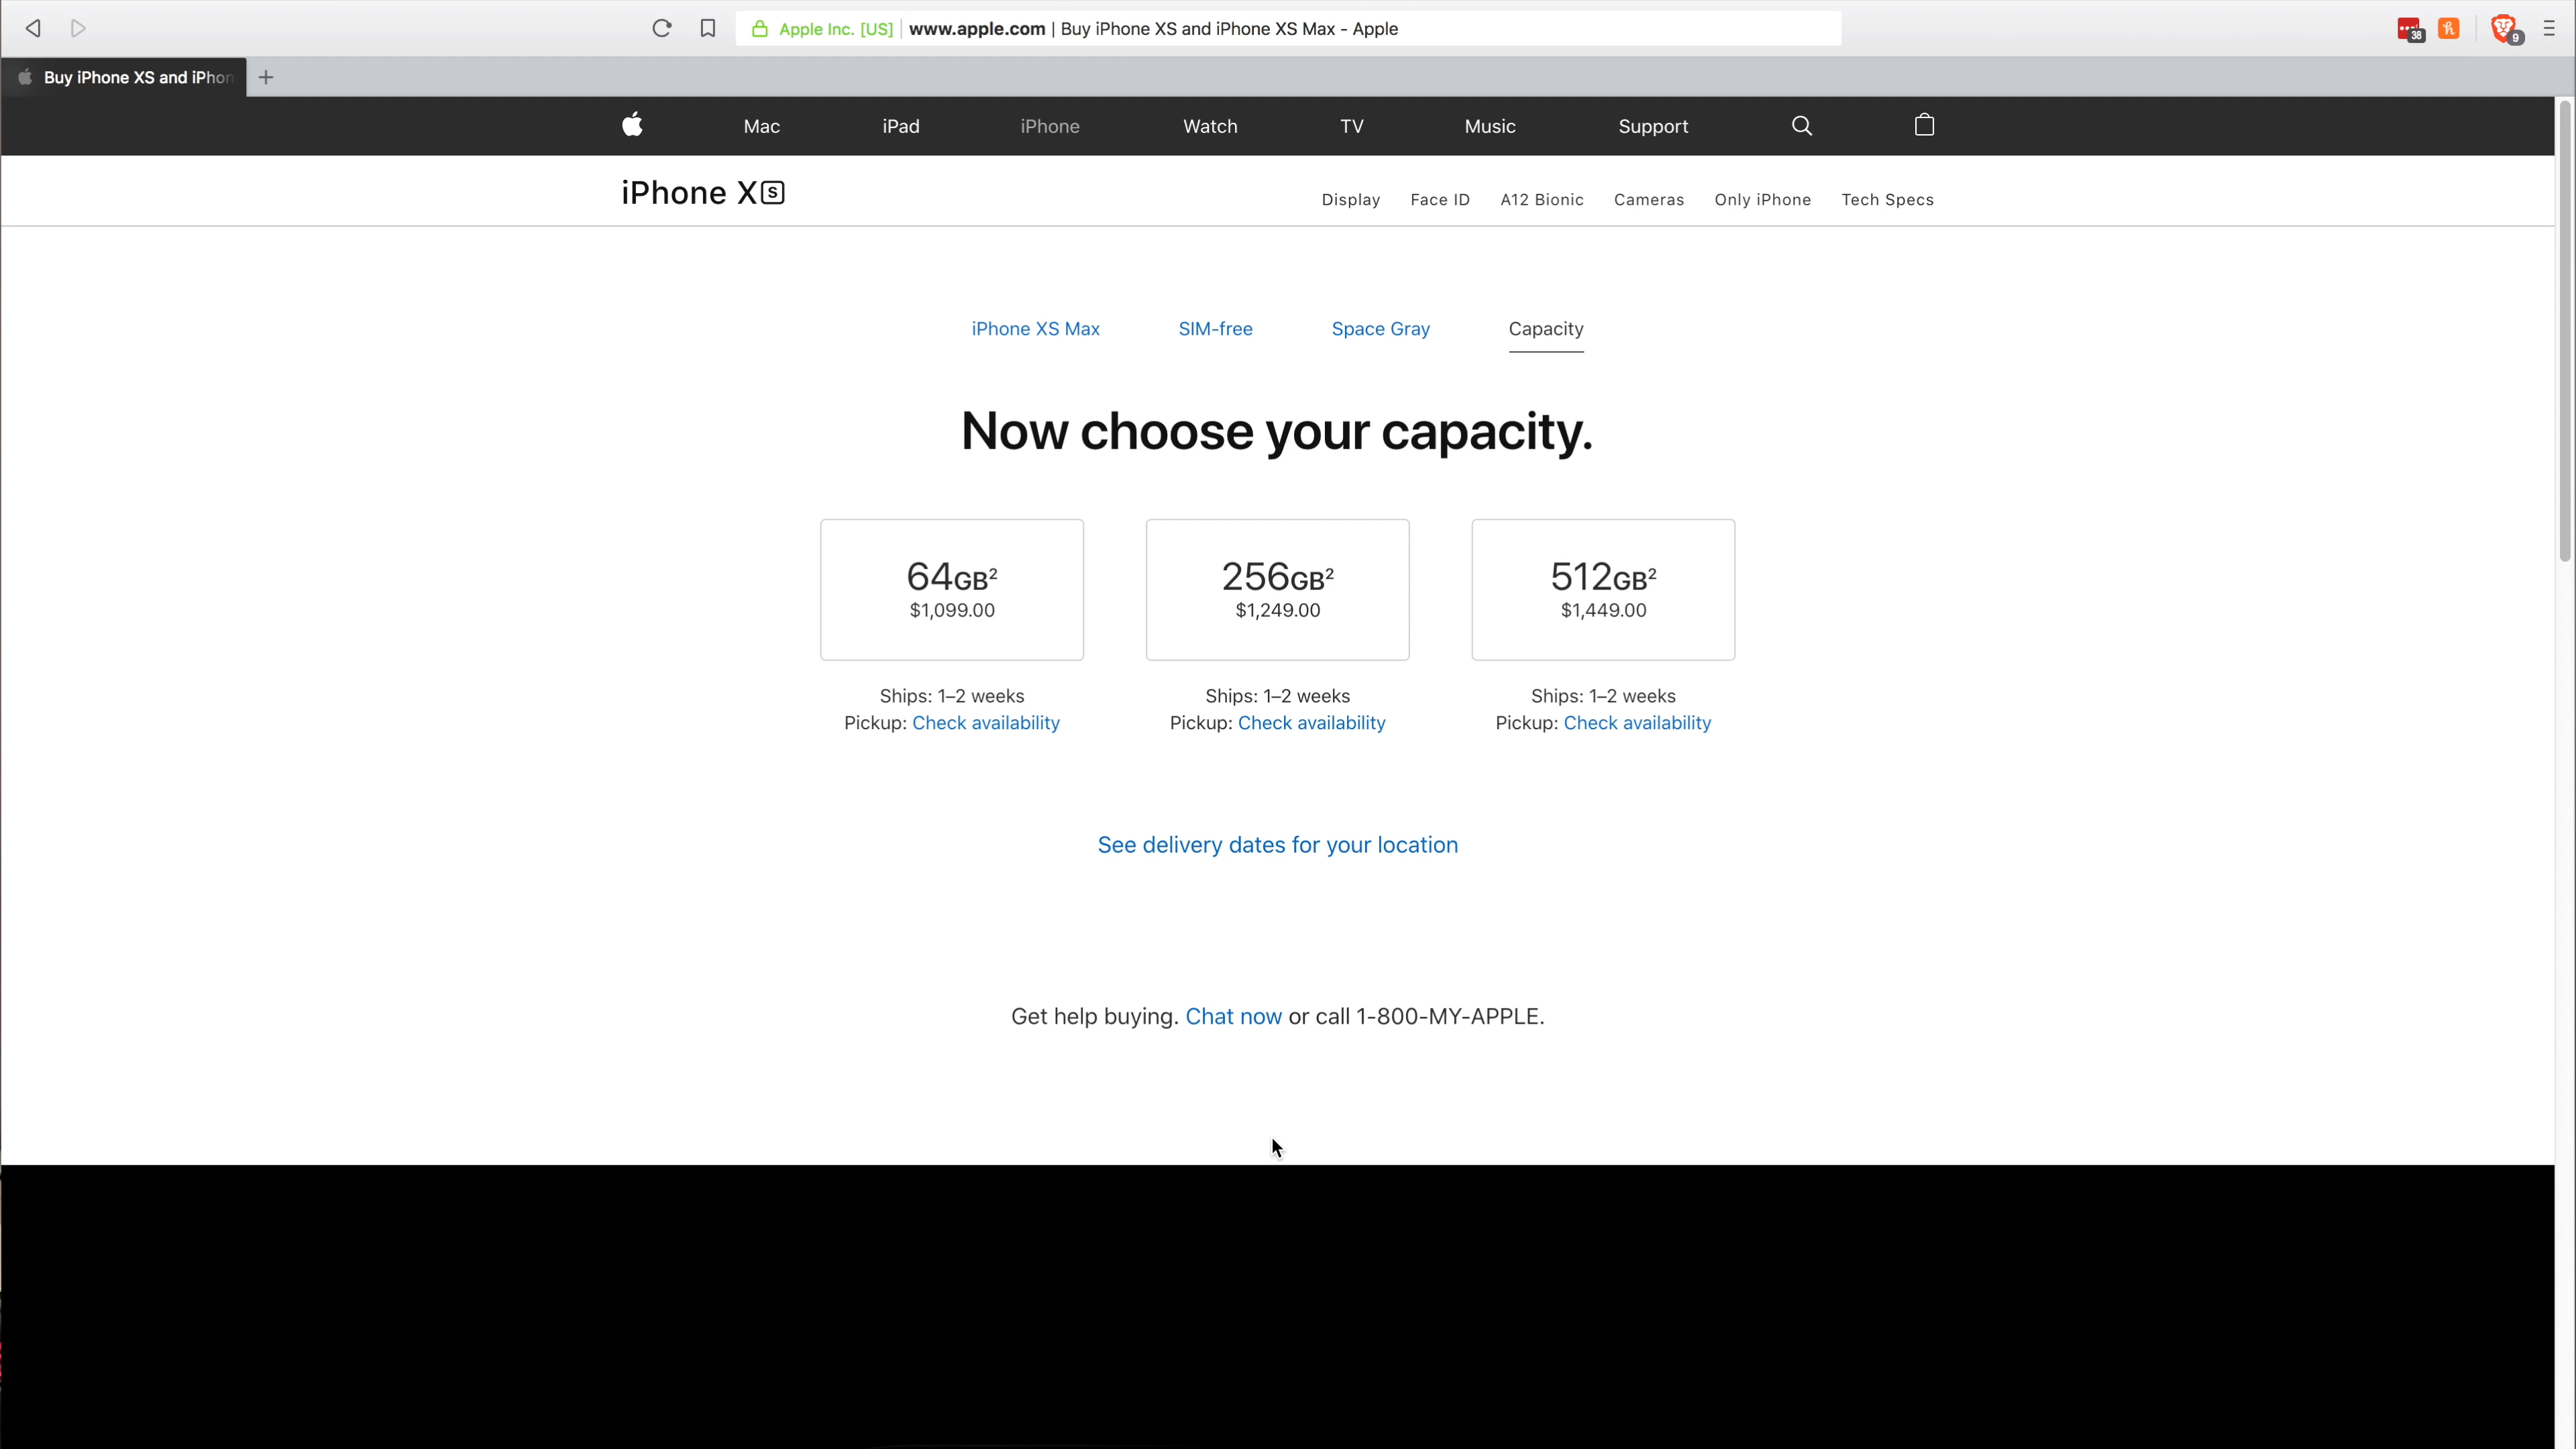 Apple Inc. [US] www.apple.com | Buy iPhone XS and iPhone XS Max - Apple
38
9
Buy iPhone XS and iPhon
Mac iPad iPhone Watch TV Music Support
iPhone XS
Display Face ID A12 Bionic Cameras Only iPhone Tech Specs
iPhone XS Max SIM-free Space Gray Capacity
Now choose your capacity.
64GB² 256GB² 512GB²
$1,099.00 $1,249.00 $1,449.00
Ships: 1–2 weeks Ships: 1–2 weeks Ships: 1–2 weeks
Pickup: Check availability Pickup: Check availability Pickup: Check availability
See delivery dates for your location
Get help buying. Chat now or call 1-800-MY-APPLE.